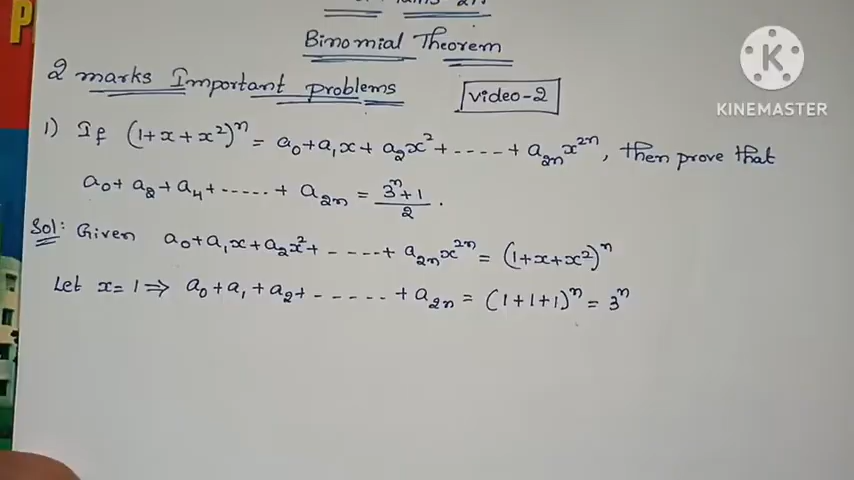 Binomial Theorem
2 marks Important problems
video-2
K
KINEMASTER
1) If (1+x+x²)ⁿ = a₀+a₁x+a₂x²+.....+a₂ₙx²ⁿ, then prove that
a₀+a₂+a₄+.....+a₂ₙ = (3ⁿ+1)/2.
Sol: Given a₀+a₁x+a₂x²+.....+a₂ₙx²ⁿ = (1+x+x²)ⁿ
Let x=1 ⇒ a₀+a₁+a₂+......+a₂ₙ = (1+1+1)ⁿ = 3ⁿ